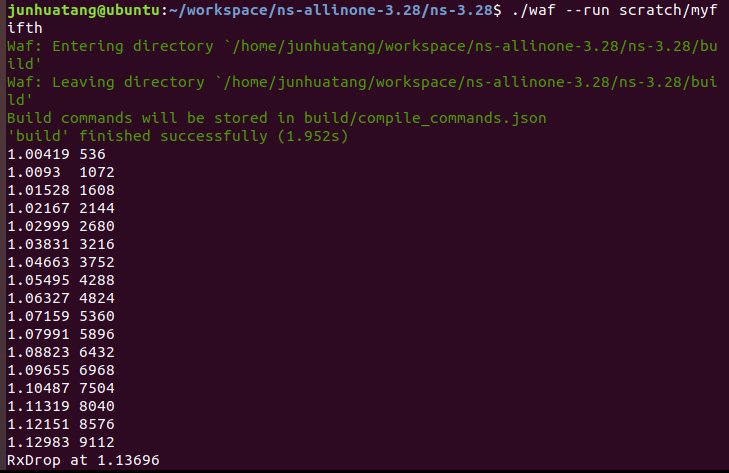 junhuatang@ubuntu:~/workspace/ns-allinone-3.28/ns-3.28$ ./waf --run scratch/myf
ifth
Waf: Entering directory `/home/junhuatang/workspace/ns-allinone-3.28/ns-3.28/bu
ild'
Waf: Leaving directory `/home/junhuatang/workspace/ns-allinone-3.28/ns-3.28/bui
ld'
Build commands will be stored in build/compile_commands.json
'build' finished successfully (1.952s)
1.00419 536
1.0093  1072
1.01528 1608
1.02167 2144
1.02999 2680
1.03831 3216
1.04663 3752
1.05495 4288
1.06327 4824
1.07159 5360
1.07991 5896
1.08823 6432
1.09655 6968
1.10487 7504
1.11319 8040
1.12151 8576
1.12983 9112
RxDrop at 1.13696